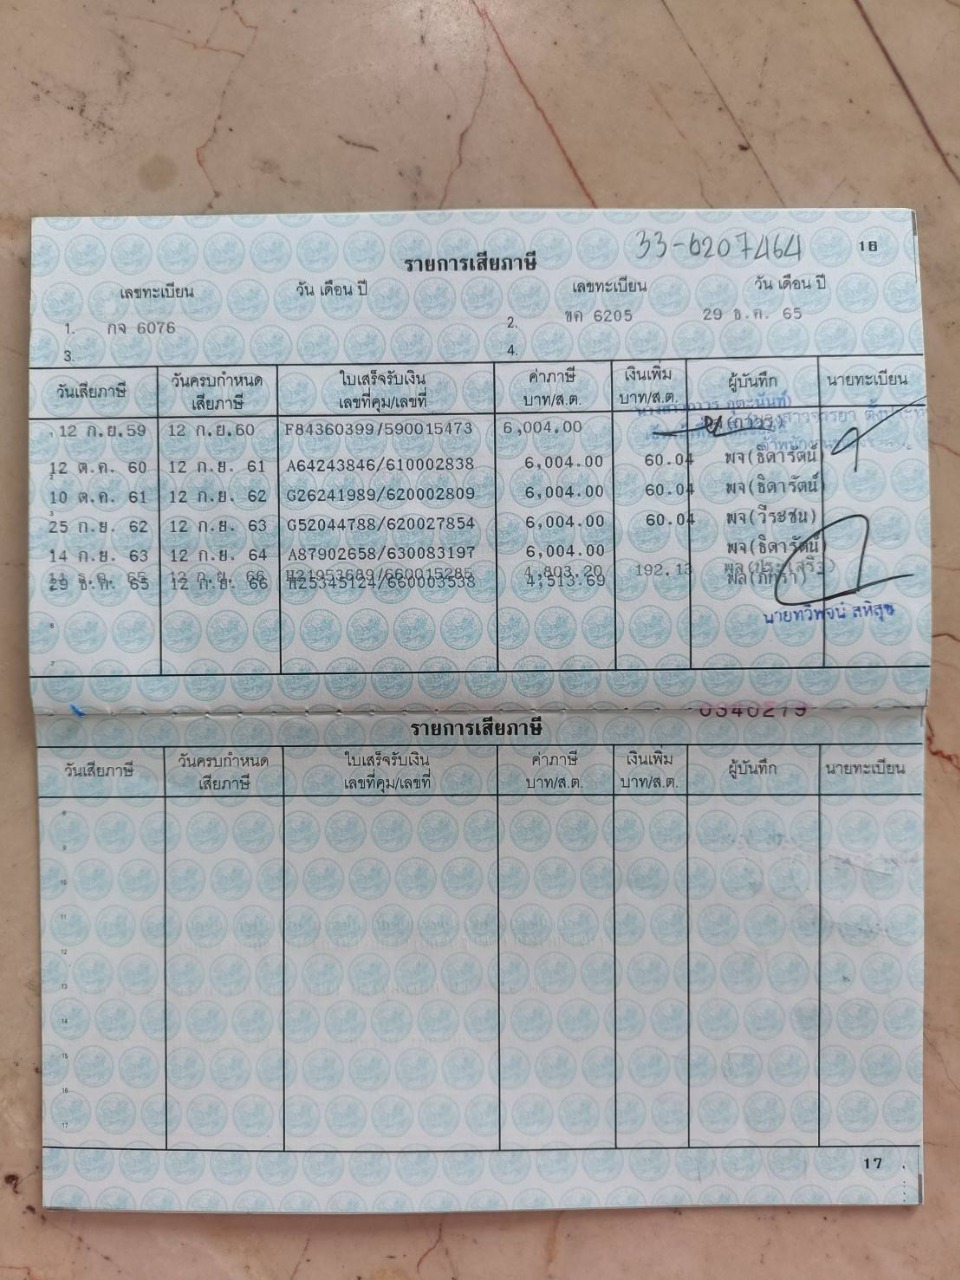 33-6207464
16
รายการเสียภาษี
เลขทะเบียน วัน เดือน ปี เลขทะเบียน วัน เดือน ปี
1. กจ 6076 2. ขค 6205 29 ธ.ค. 65
3. 4.
วันเสียภาษี วันครบกำหนดเสียภาษี ใบเสร็จรับเงิน เลขที่คุม/เลขที่ ค่าภาษี บาท/ส.ต. เงินเพิ่ม บาท/ส.ต. ผู้บันทึก นายทะเบียน
12 ก.ย.59 12 ก.ย.60 F84360399/590015473 6,004.00
12 ต.ค. 60 12 ก.ย. 61 A64243846/610002838 6,004.00 60.04 พจ(ธิดารัตน์)
10 ต.ค. 61 12 ก.ย. 62 G26241989/620002809 6,004.00 60.04 พจ(ธิดารัตน์)
25 ก.ย. 62 12 ก.ย. 63 G52044788/620027854 6,004.00 60.04 พจ(วีระชน)
14 ก.ย. 63 12 ก.ย. 64 A87902658/630083197 6,004.00 พจ(ธิดารัตน์)
12 ก.ย. 66 H21953689/660015285 4,803.20 192.13
29 ธ.ค. 65 12 ก.ย. 66 H25345124/660003538 4,513.69
6
7
รายการเสียภาษี
วันเสียภาษี วันครบกำหนดเสียภาษี ใบเสร็จรับเงิน เลขที่คุม/เลขที่ ค่าภาษี บาท/ส.ต. เงินเพิ่ม บาท/ส.ต. ผู้บันทึก นายทะเบียน
9
10
11
12
13
14
15
16
17
17